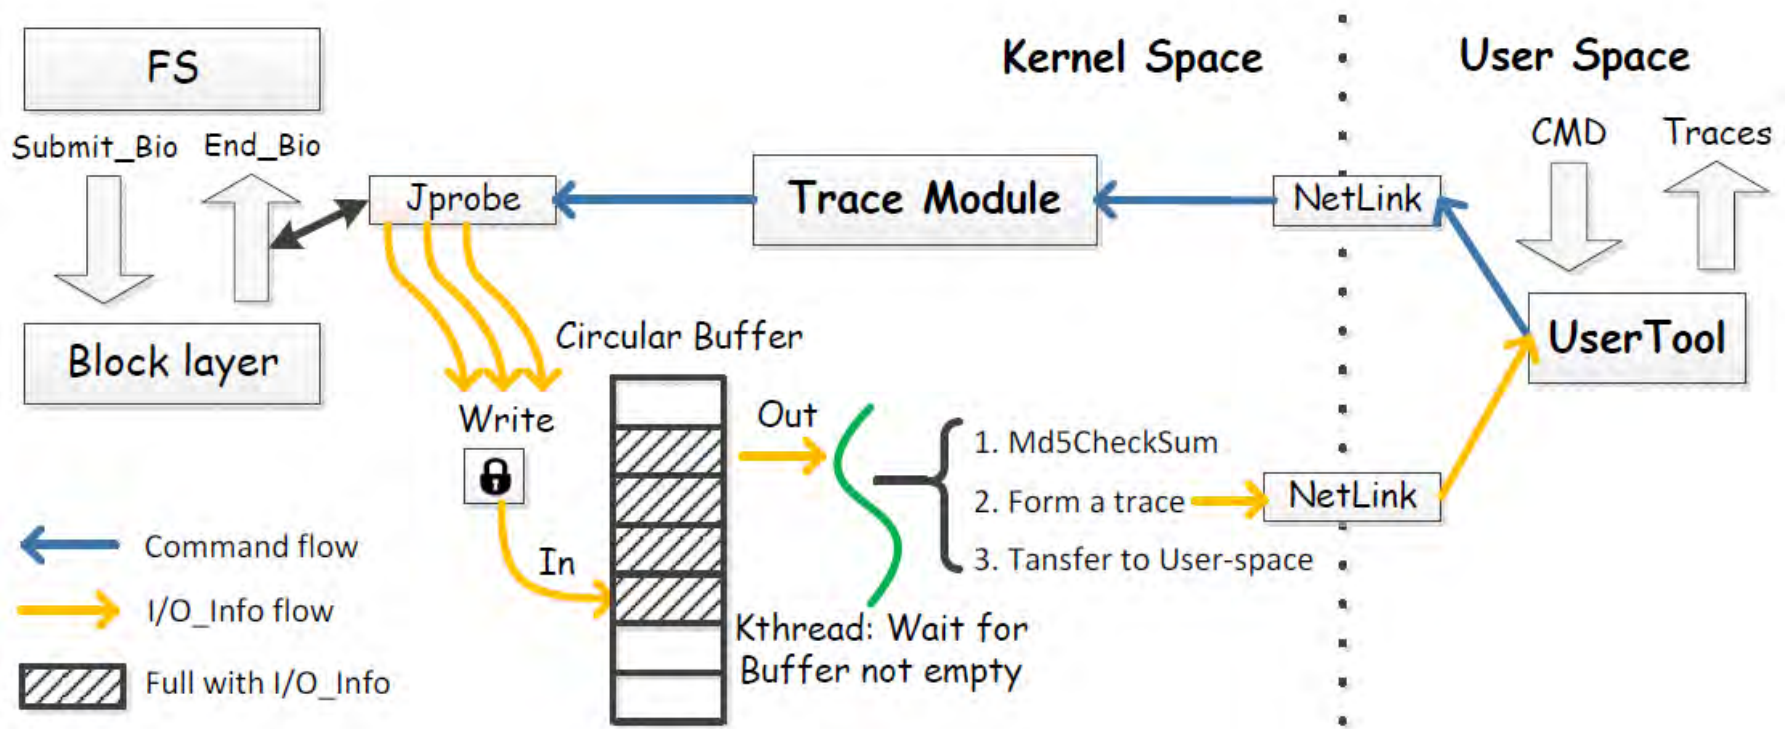 Kernel Space
User Space
FS
Submit_Bio
End_Bio
CMD
Traces
Jprobe
Trace Module
NetLink
Block layer
Circular Buffer
UserTool
Write
Out
1. Md5CheckSum
2. Form a trace
NetLink
3. Tansfer to User-space
In
Kthread: Wait for
Buffer not empty
Command flow
I/O_Info flow
Full with I/O_Info